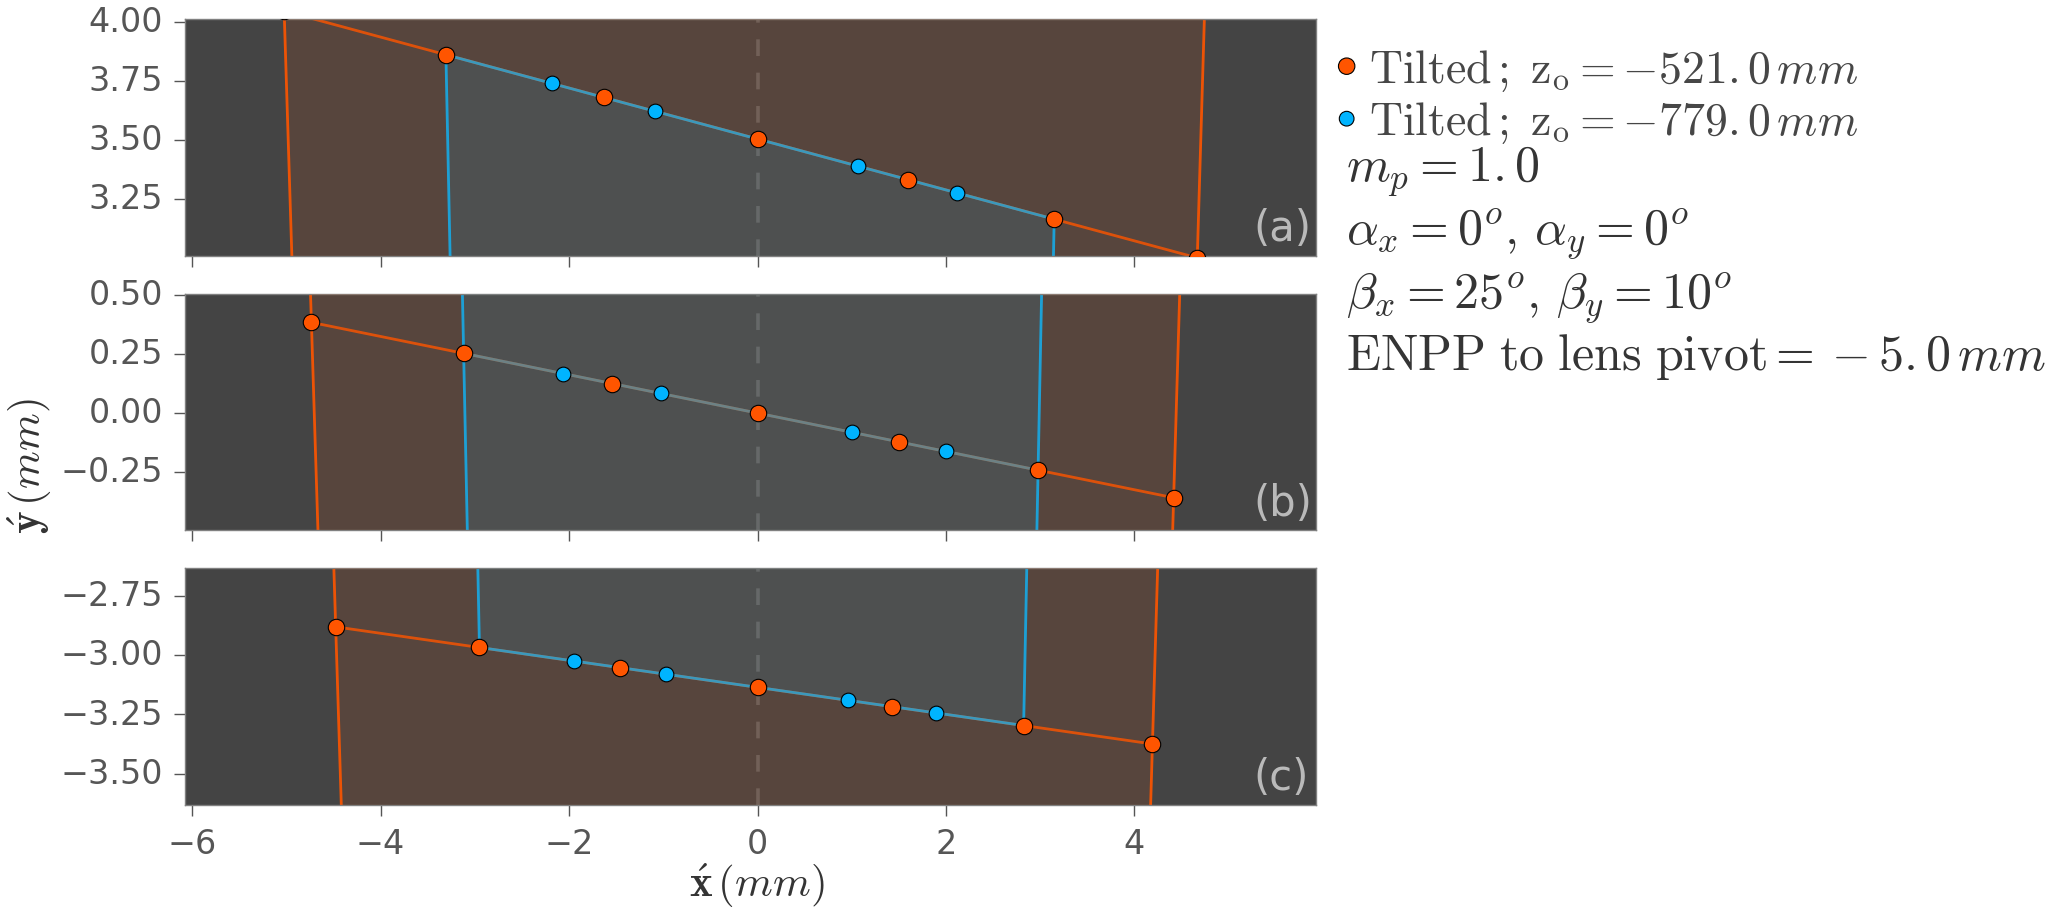 4.00
3.75
3.50
3.25
(a)
0.50
0.25
0.00
−0.25
(b)
−2.75
−3.00
−3.25
−3.50
(c)
−6 −4 −2 0 2 4
x́ (mm)
ý (mm)
Tilted; zₒ = −521.0 mm
Tilted; zₒ = −779.0 mm
mₚ = 1.0
αₓ = 0ᵒ, α_y = 0ᵒ
βₓ = 25ᵒ, β_y = 10ᵒ
ENPP to lens pivot = −5.0 mm